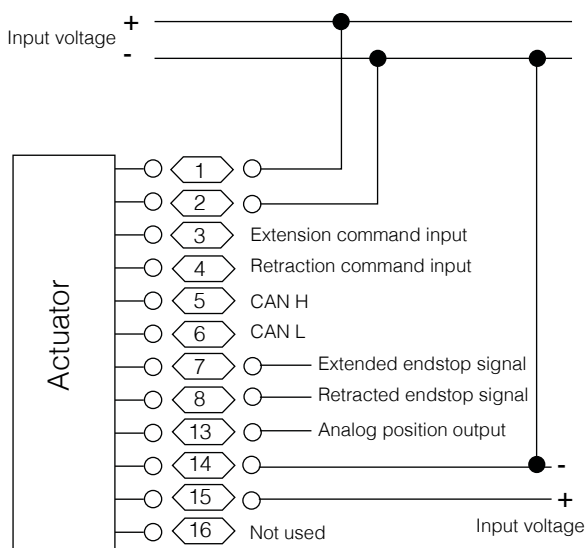 +
Input voltage
-
1
2
3 Extension command input
4 Retraction command input
5 CAN H
6 CAN L
7 Extended endstop signal
8 Retracted endstop signal
13 Analog position output
14 -
15 +
16 Not used
Input voltage
Actuator